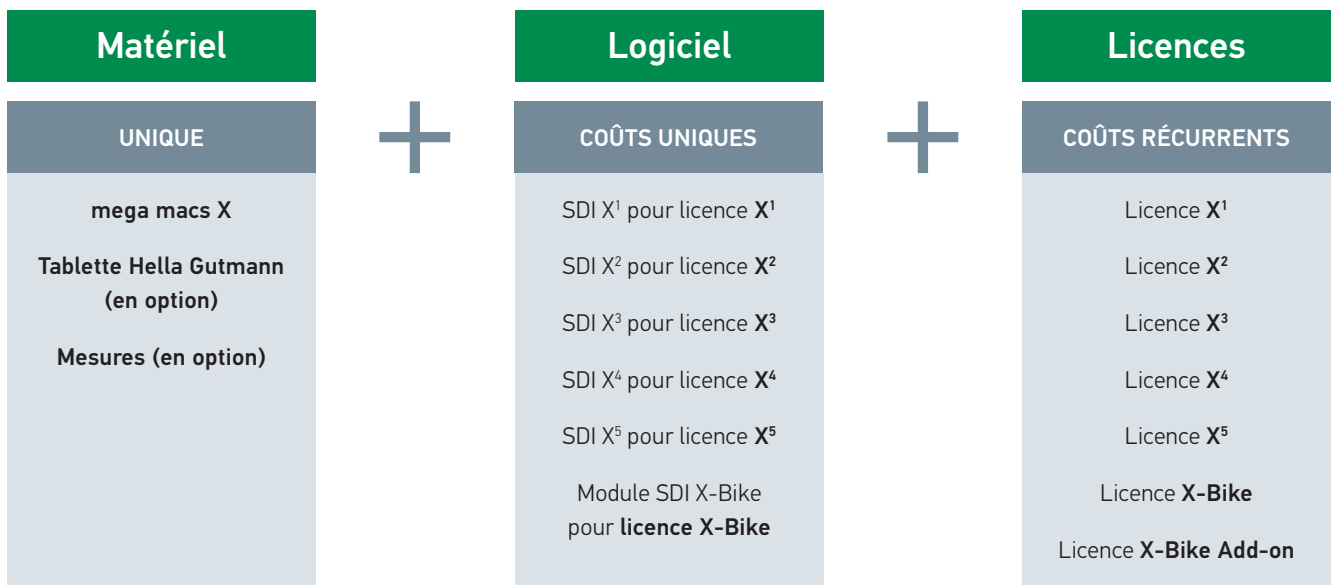 Matériel
UNIQUE
mega macs X
Tablette Hella Gutmann
(en option)
Mesures (en option)
+
Logiciel
COÛTS UNIQUES
SDI X¹ pour licence X¹
SDI X² pour licence X²
SDI X³ pour licence X³
SDI X⁴ pour licence X⁴
SDI X⁵ pour licence X⁵
Module SDI X-Bike
pour licence X-Bike
+
Licences
COÛTS RÉCURRENTS
Licence X¹
Licence X²
Licence X³
Licence X⁴
Licence X⁵
Licence X-Bike
Licence X-Bike Add-on